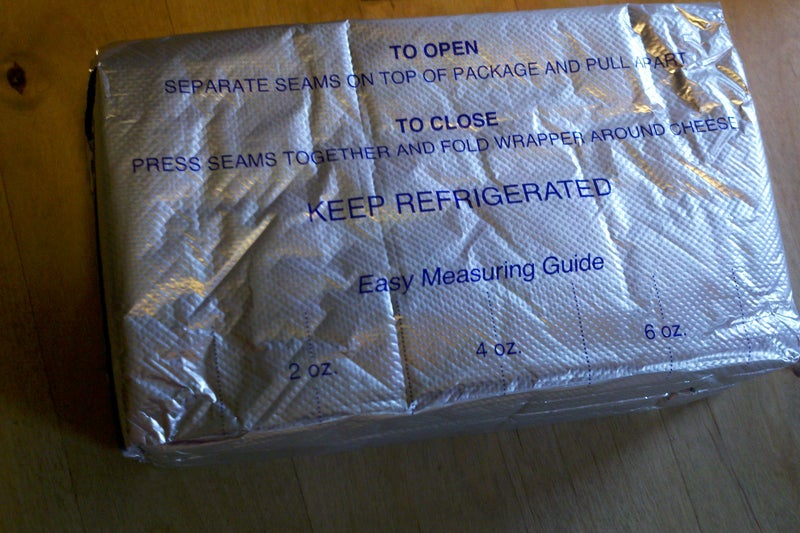 TO OPEN
SEPARATE SEAMS ON TOP OF PACKAGE AND PULL APART
TO CLOSE
PRESS SEAMS TOGETHER AND FOLD WRAPPER AROUND CHEESE
KEEP REFRIGERATED
Easy Measuring Guide
2 oz. 4 oz. 6 oz.